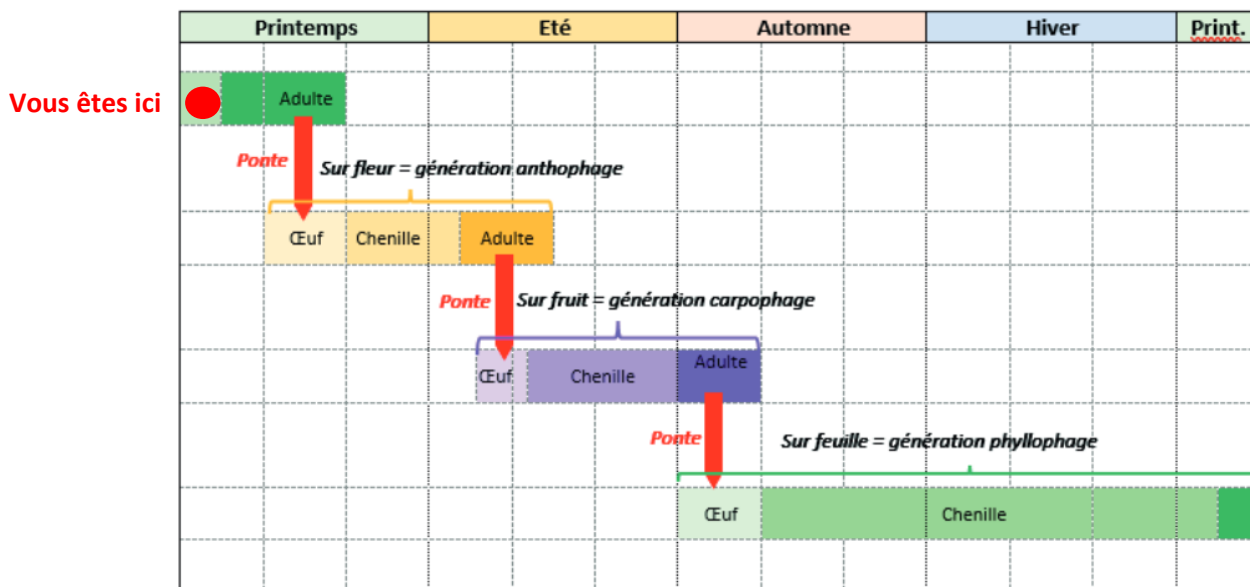 Printemps Eté Automne Hiver Print.
Vous êtes ici
Adulte
Ponte
Sur fleur = génération anthophage
Œuf Chenille Adulte
Ponte
Sur fruit = génération carpophage
Œuf Chenille Adulte
Ponte
Sur feuille = génération phyllophage
Œuf Chenille